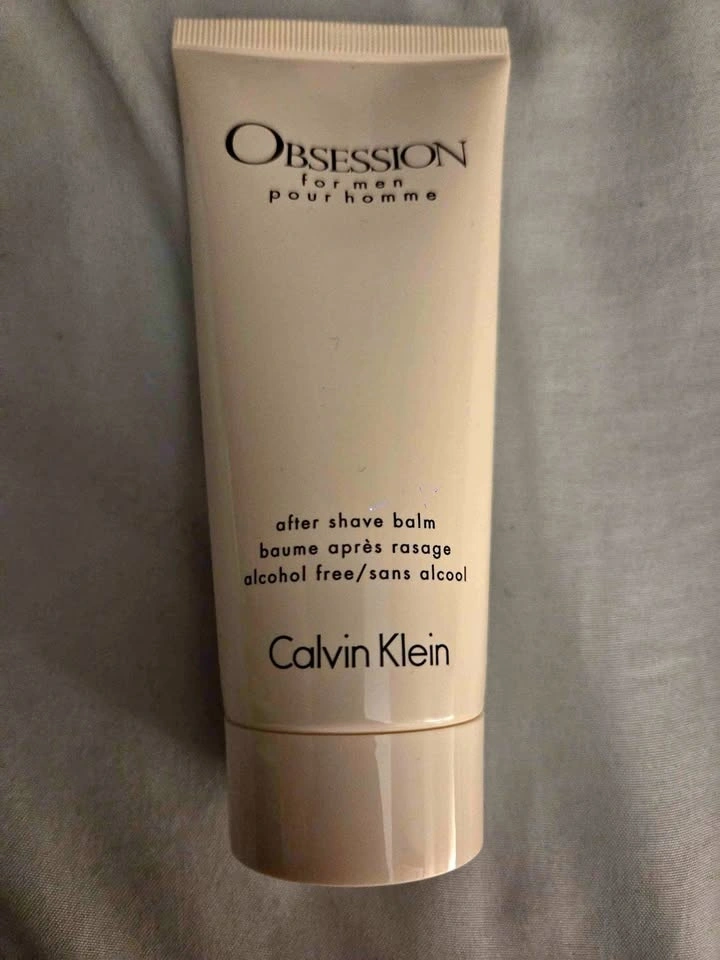 OBSESSION
for men
pour homme
after shave balm
baume après rasage
alcohol free/sans alcool
Calvin Klein